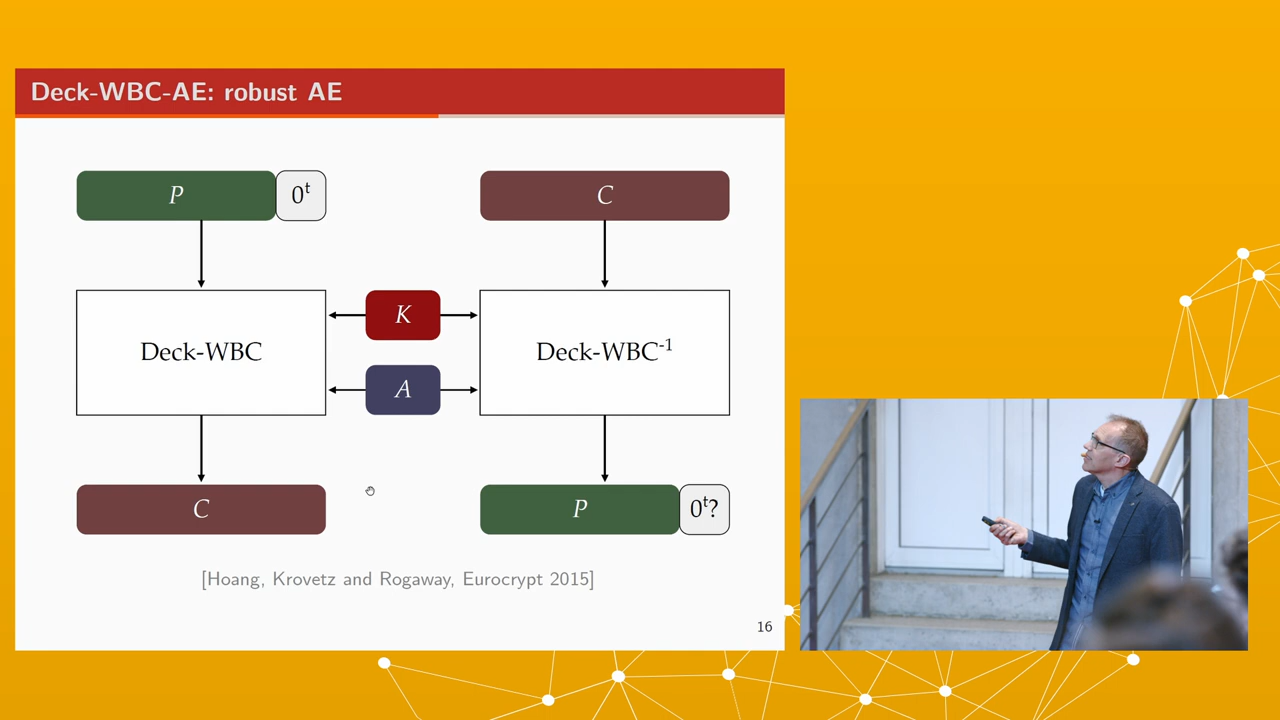 Deck-WBC-AE: robust AE
P 0ᵗ
C
K
Deck-WBC
Deck-WBC⁻¹
A
C
P 0ᵗ?
[Hoang, Krovetz and Rogaway, Eurocrypt 2015]
16